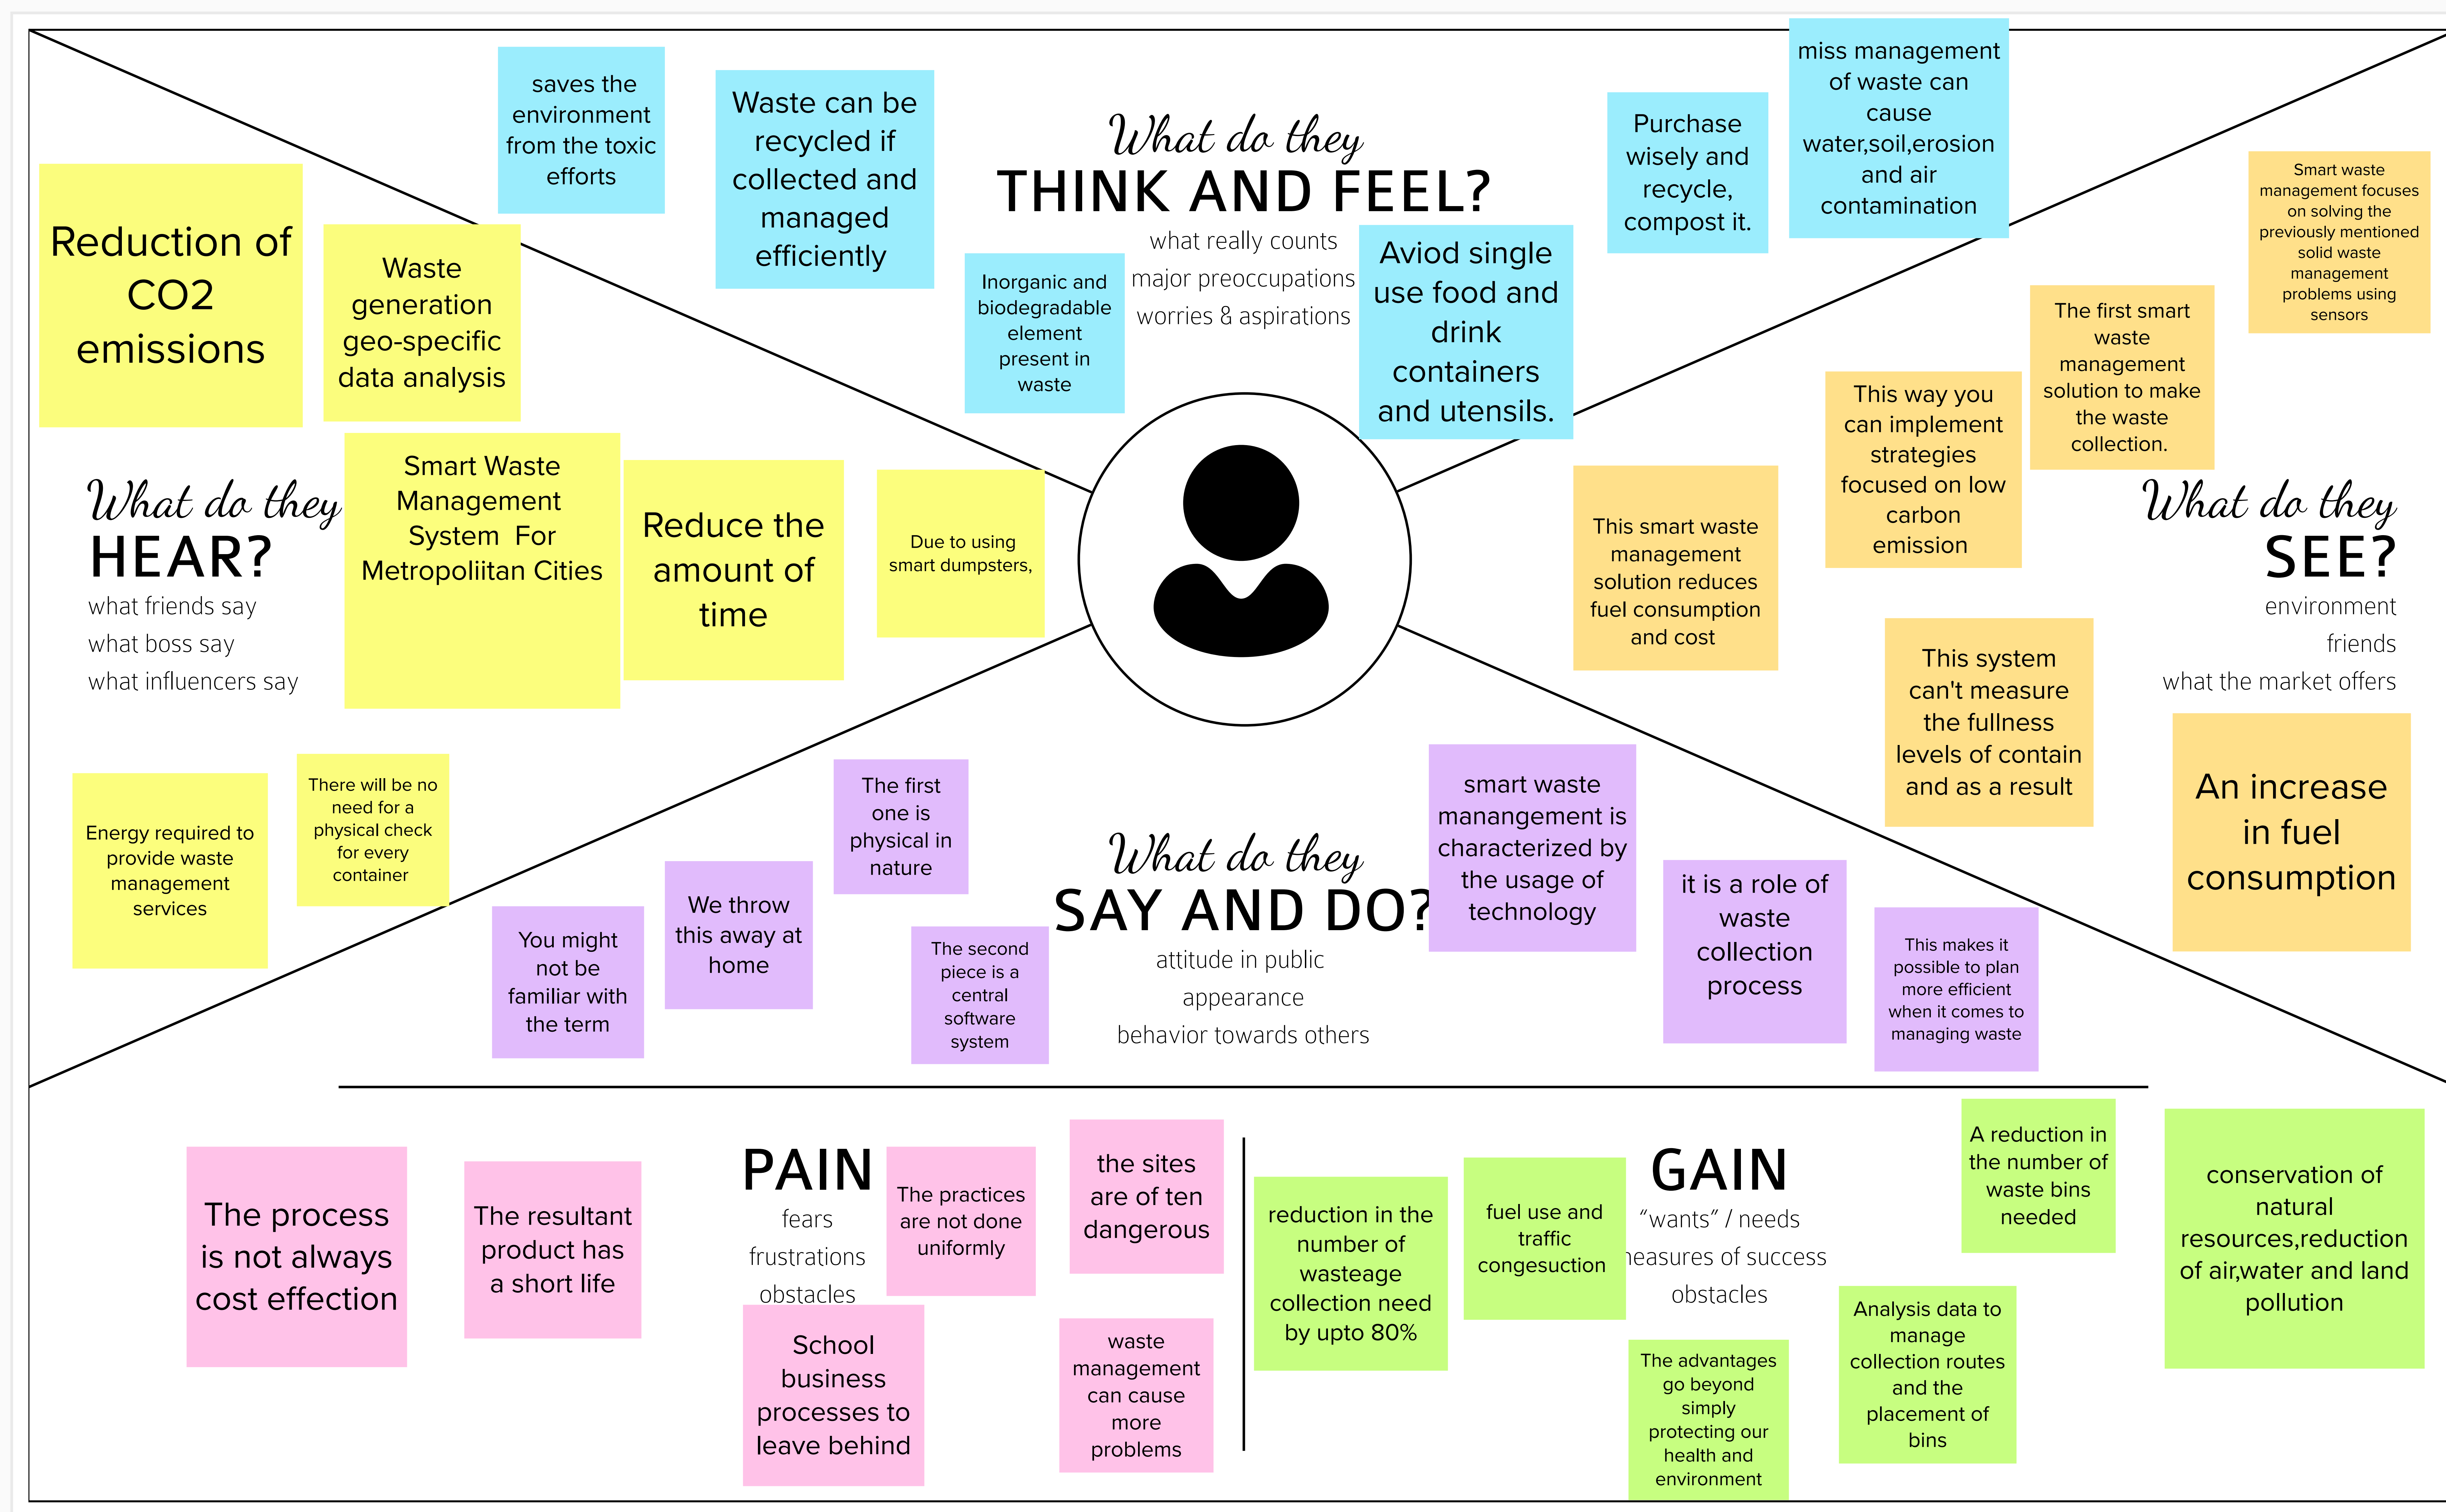 saves the
environment
from the toxic
efforts
Waste can be
recycled if
collected and
managed
efficiently
What do they
THINK AND FEEL?
what really counts
major preoccupations
worries & aspirations
Inorganic and
biodegradable
element
present in
waste
Aviod single
use food and
drink
containers
and utensils.
Purchase
wisely and
recycle,
compost it.
miss management
of waste can
cause
water,soil,erosion
and air
contamination
Reduction of
CO2
emissions
Waste
generation
geo-specific
data analysis
What do they
HEAR?
what friends say
what boss say
what influencers say
Smart Waste
Management
System For
Metropoliitan Cities
Reduce the
amount of
time
Due to using
smart dumpsters,
Energy required to
provide waste
management
services
There will be no
need for a
physical check
for every
container
Smart waste
management focuses
on solving the
previously mentioned
solid waste
management
problems using
sensors
The first smart
waste
management
solution to make
the waste
collection.
This way you
can implement
strategies
focused on low
carbon
emission
This smart waste
management
solution reduces
fuel consumption
and cost
What do they
SEE?
environment
friends
what the market offers
This system
can't measure
the fullness
levels of contain
and as a result
An increase
in fuel
consumption
You might
not be
familiar with
the term
We throw
this away at
home
The first
one is
physical in
nature
The second
piece is a
central
software
system
What do they
SAY AND DO?
attitude in public
appearance
behavior towards others
smart waste
manangement is
characterized by
the usage of
technology
it is a role of
waste
collection
process
This makes it
possible to plan
more efficient
when it comes to
managing waste
The process
is not always
cost effection
The resultant
product has
a short life
PAIN
fears
frustrations
obstacles
The practices
are not done
uniformly
the sites
are of ten
dangerous
School
business
processes to
leave behind
waste
management
can cause
more
problems
reduction in the
number of
wasteage
collection need
by upto 80%
fuel use and
traffic
congesuction
GAIN
“wants” / needs
easures of success
obstacles
The advantages
go beyond
simply
protecting our
health and
environment
Analysis data to
manage
collection routes
and the
placement of
bins
A reduction in
the number of
waste bins
needed
conservation of
natural
resources,reduction
of air,water and land
pollution